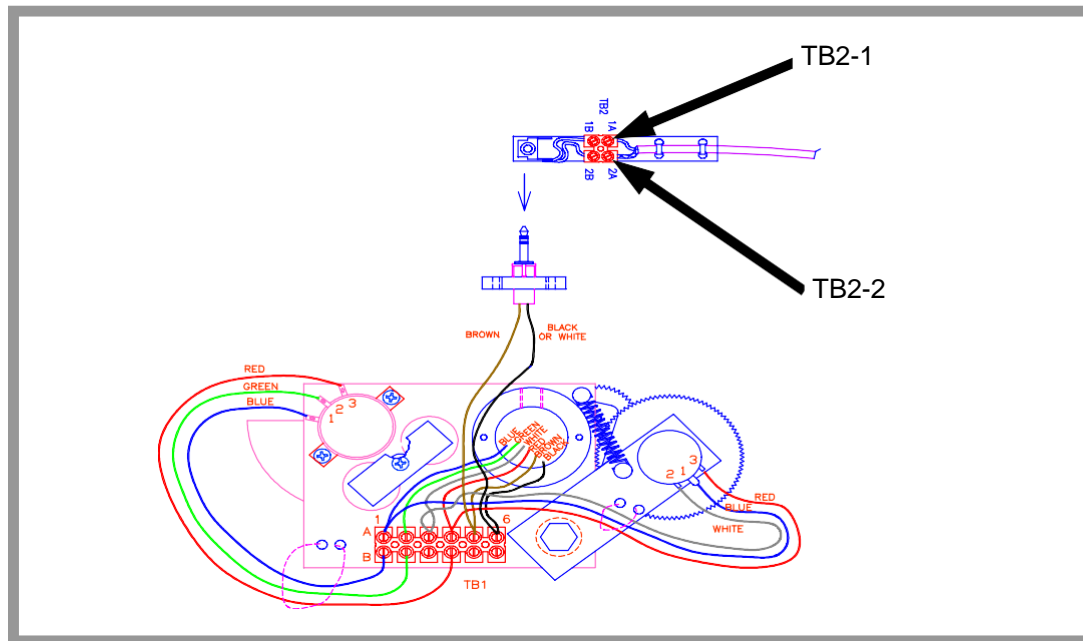 TB2-1
TB2
1B 1A
2B 2A
TB2-2
BROWN
BLACK
OR WHITE
RED
GREEN
BLUE
1 2 3
BLUE
GREEN
WHITE
RED
BROWN
BLACK
2 1 3
RED
BLUE
WHITE
1 6
A
B
TB1